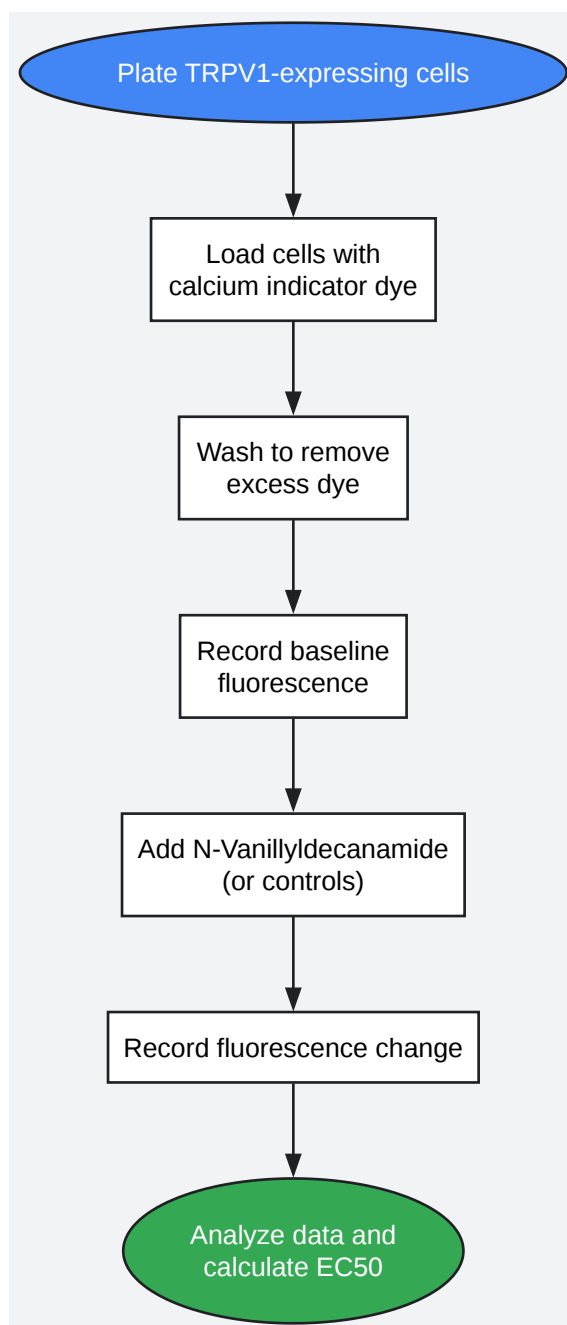 Plate TRPV1-expressing cells
Load cells with
calcium indicator dye
Wash to remove
excess dye
Record baseline
fluorescence
Add N-Vanillyldecanamide
(or controls)
Record fluorescence change
Analyze data and
calculate EC50